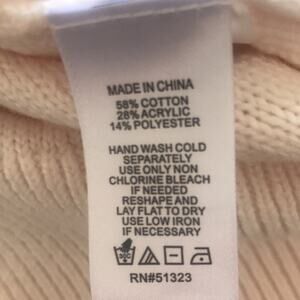 MADE IN CHINA
58% COTTON
28% ACRYLIC
14% POLYESTER
HAND WASH COLD
SEPARATELY
USE ONLY NON
CHLORINE BLEACH
IF NEEDED
RESHAPE AND
LAY FLAT TO DRY
USE LOW IRON
IF NECESSARY
RN#51323